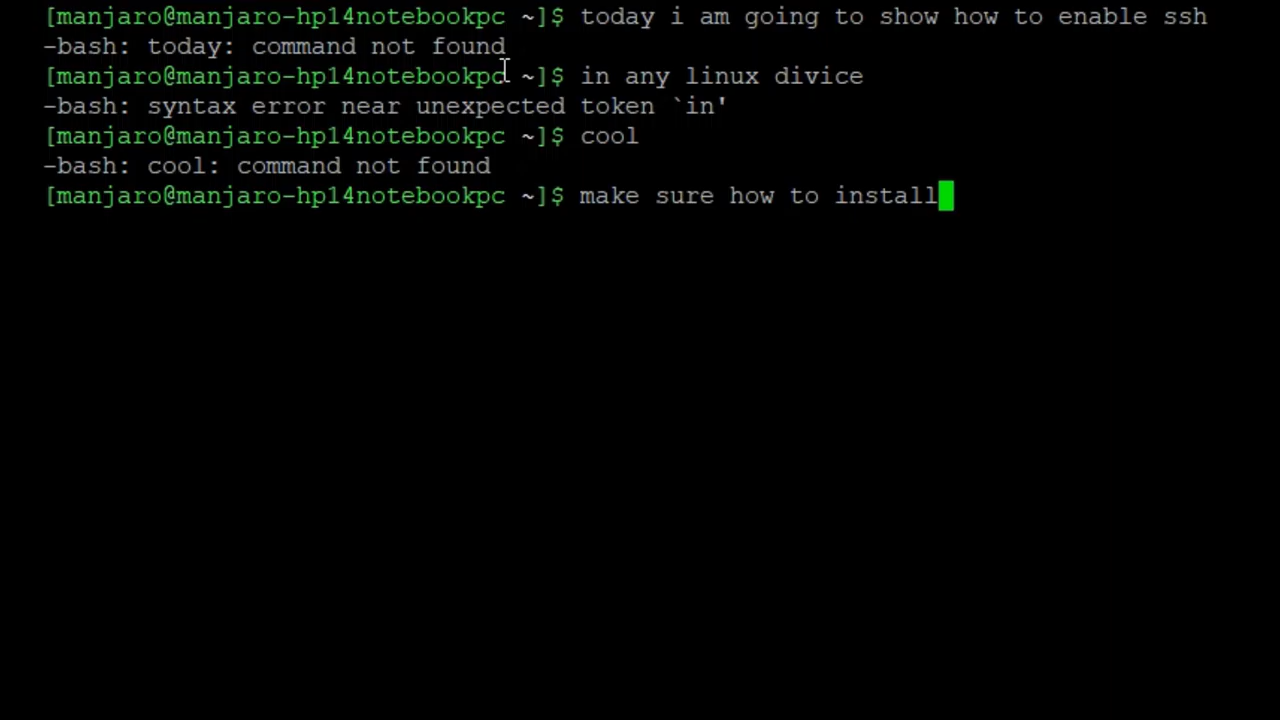 [manjaro@manjaro-hp14notebookpc ~]$ today i am going to show how to enable ssh
-bash: today: command not found
[manjaro@manjaro-hp14notebookpc ~]$ in any linux divice
-bash: syntax error near unexpected token `in'
[manjaro@manjaro-hp14notebookpc ~]$ cool
-bash: cool: command not found
[manjaro@manjaro-hp14notebookpc ~]$ make sure how to install